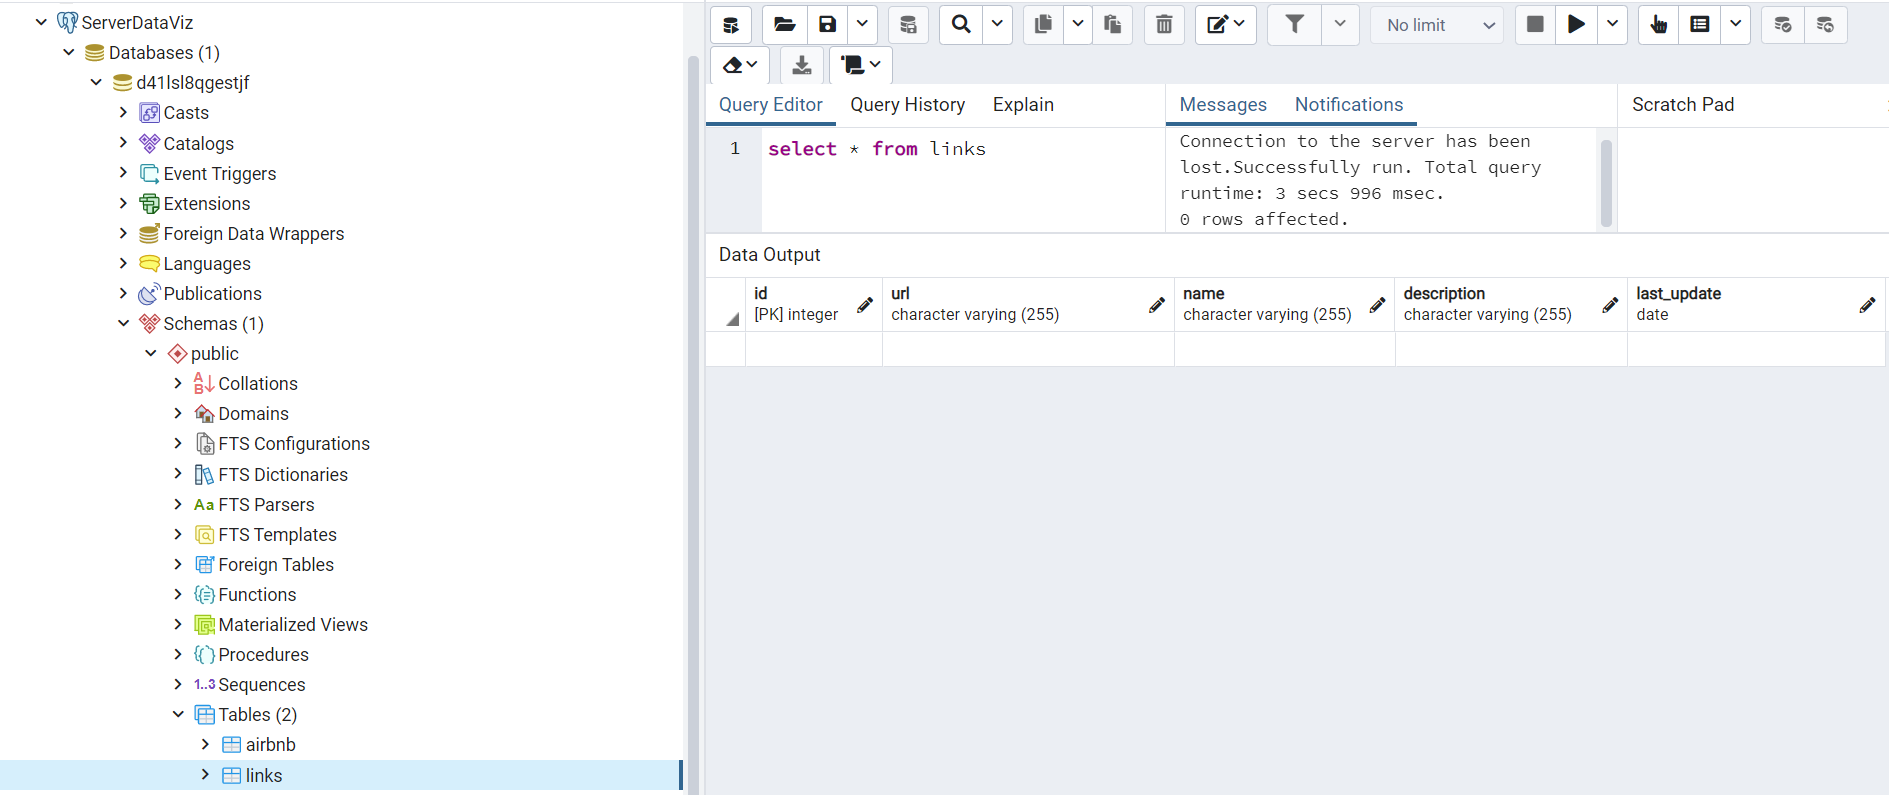 ServerDataViz
Databases (1)
d41lsl8qgestjf
Casts
Catalogs
Event Triggers
Extensions
Foreign Data Wrappers
Languages
Publications
Schemas (1)
public
Collations
Domains
FTS Configurations
FTS Dictionaries
Aa FTS Parsers
FTS Templates
Foreign Tables
Functions
Materialized Views
Procedures
1..3 Sequences
Tables (2)
airbnb
links
No limit
Query Editor Query History Explain
1 select * from links
Messages Notifications
Connection to the server has been
lost.Successfully run. Total query
runtime: 3 secs 996 msec.
0 rows affected.
Scratch Pad
Data Output
id url name description last_update
[PK] integer character varying (255) character varying (255) character varying (255) date